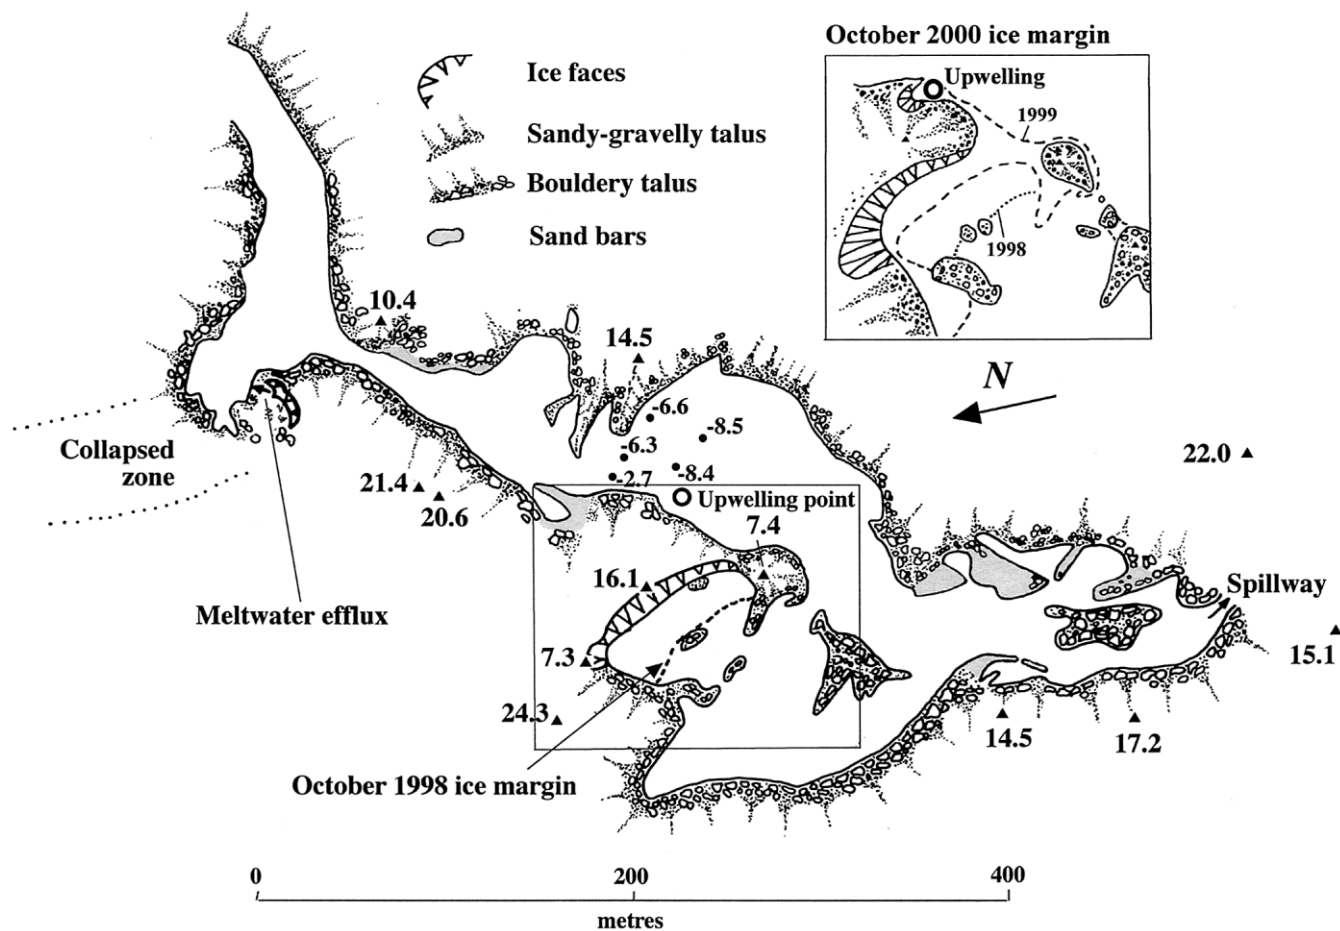 October 2000 ice margin
Upwelling
1999
1998
Ice faces
Sandy-gravelly talus
Bouldery talus
Sand bars
10.4
14.5
N
-6.6
-8.5
-6.3
-8.4
-2.7
22.0
Collapsed
zone
21.4
20.6
Upwelling point
7.4
16.1
Spillway
Meltwater efflux
7.3
15.1
24.3
14.5
17.2
October 1998 ice margin
0
200
400
metres